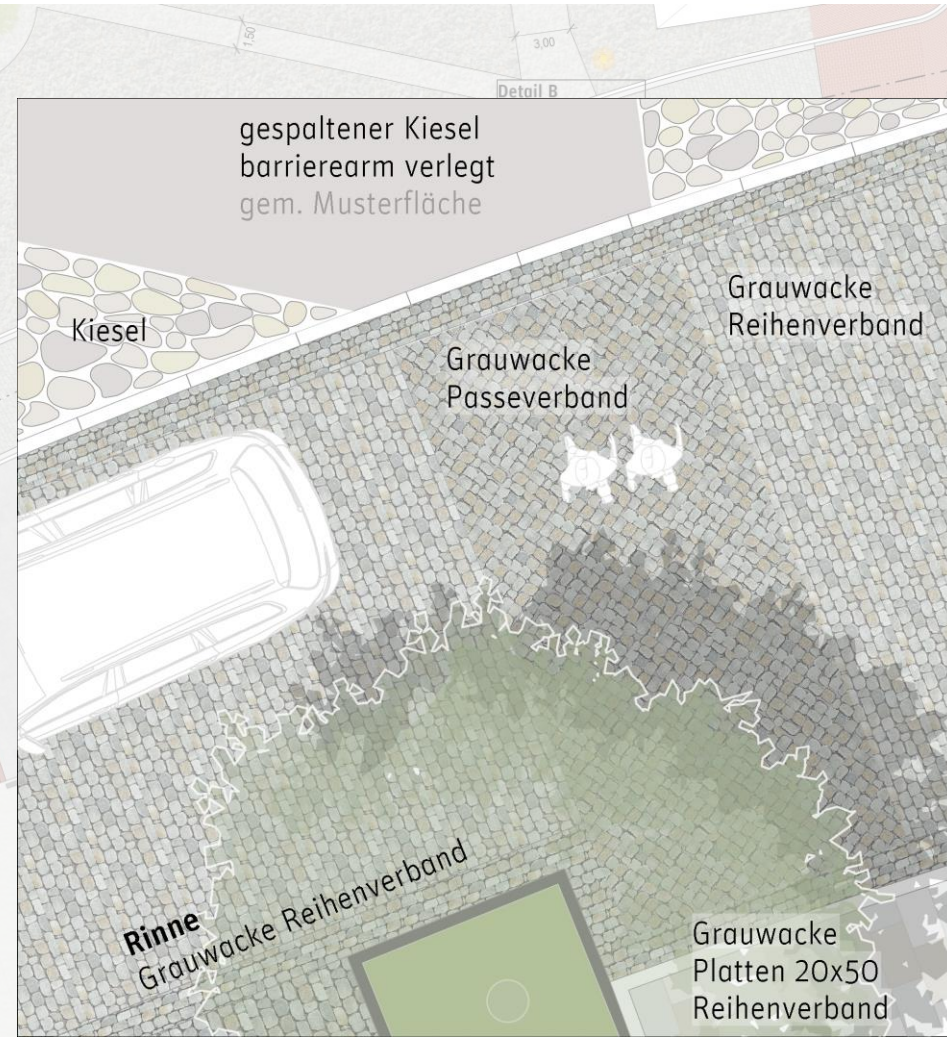 1,50
3,00
Detail B
gespaltener Kiesel
barrierearm verlegt
gem. Musterfläche
Grauwacke
Reihenverband
Kiesel
Grauwacke
Passeverband
Rinne
Grauwacke Reihenverband
Grauwacke
Platten 20x50
Reihenverband